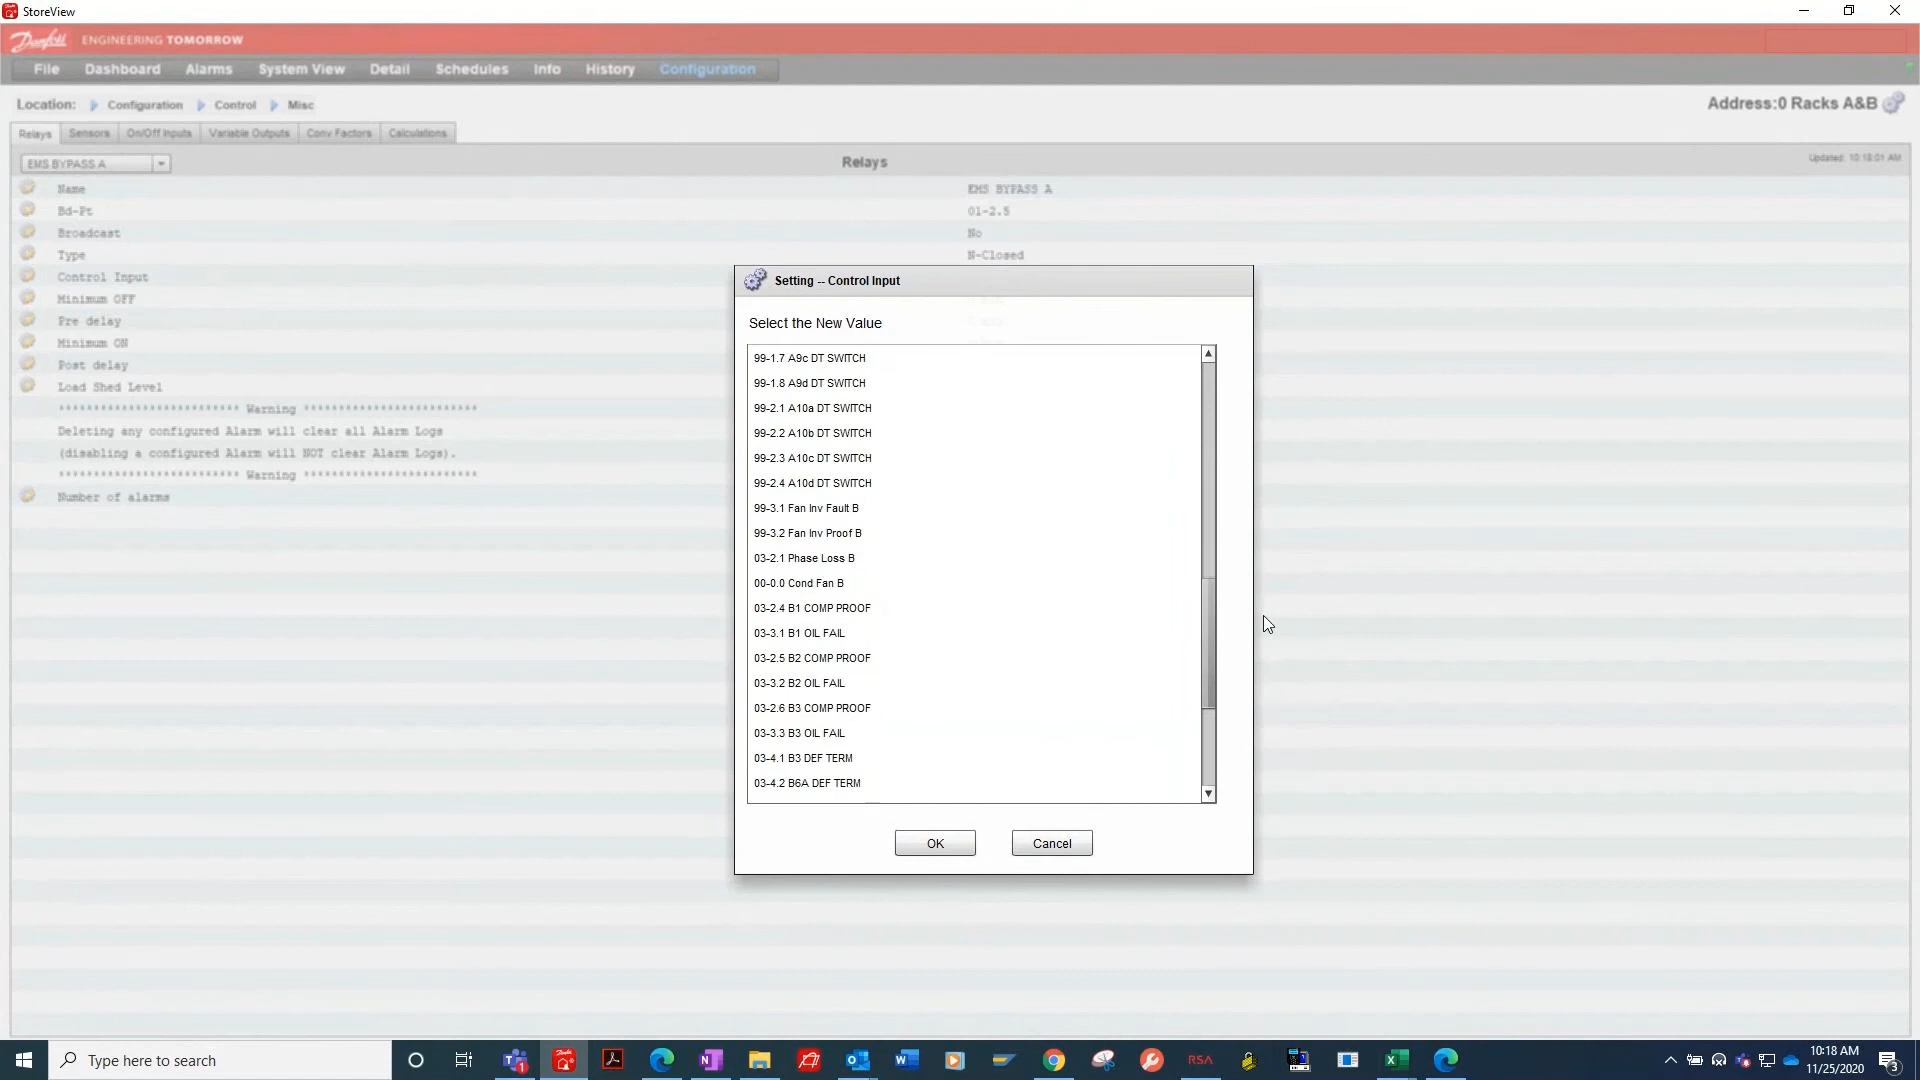 StoreView
Danfoss ENGINEERING TOMORROW
File Dashboard Alarms System View Detail Schedules Info History Configuration
Location: Configuration Control Misc
Address:0 Racks A&B
Relays Sensors On/Off Inputs Variable Outputs Conv Factors Calculations
EMS BYPASS A
Relays
Updated: 10:18:01 AM
Name EMS BYPASS A
Bd-Pt 01-2.5
Broadcast No
Type N-Closed
Control Input
Minimum OFF
Pre delay
Minimum ON
Post delay
Load Shed Level
************************** Warning *************************
Deleting any configured Alarm will clear all Alarm Logs
(disabling a configured Alarm will NOT clear Alarm Logs).
************************** Warning *************************
Number of alarms
Setting -- Control Input
Select the New Value
99-1.7 A9c DT SWITCH
99-1.8 A9d DT SWITCH
99-2.1 A10a DT SWITCH
99-2.2 A10b DT SWITCH
99-2.3 A10c DT SWITCH
99-2.4 A10d DT SWITCH
99-3.1 Fan Inv Fault B
99-3.2 Fan Inv Proof B
03-2.1 Phase Loss B
00-0.0 Cond Fan B
03-2.4 B1 COMP PROOF
03-3.1 B1 OIL FAIL
03-2.5 B2 COMP PROOF
03-3.2 B2 OIL FAIL
03-2.6 B3 COMP PROOF
03-3.3 B3 OIL FAIL
03-4.1 B3 DEF TERM
03-4.2 B6A DEF TERM
OK Cancel
Type here to search
RSA
10:18 AM
11/25/2020
3